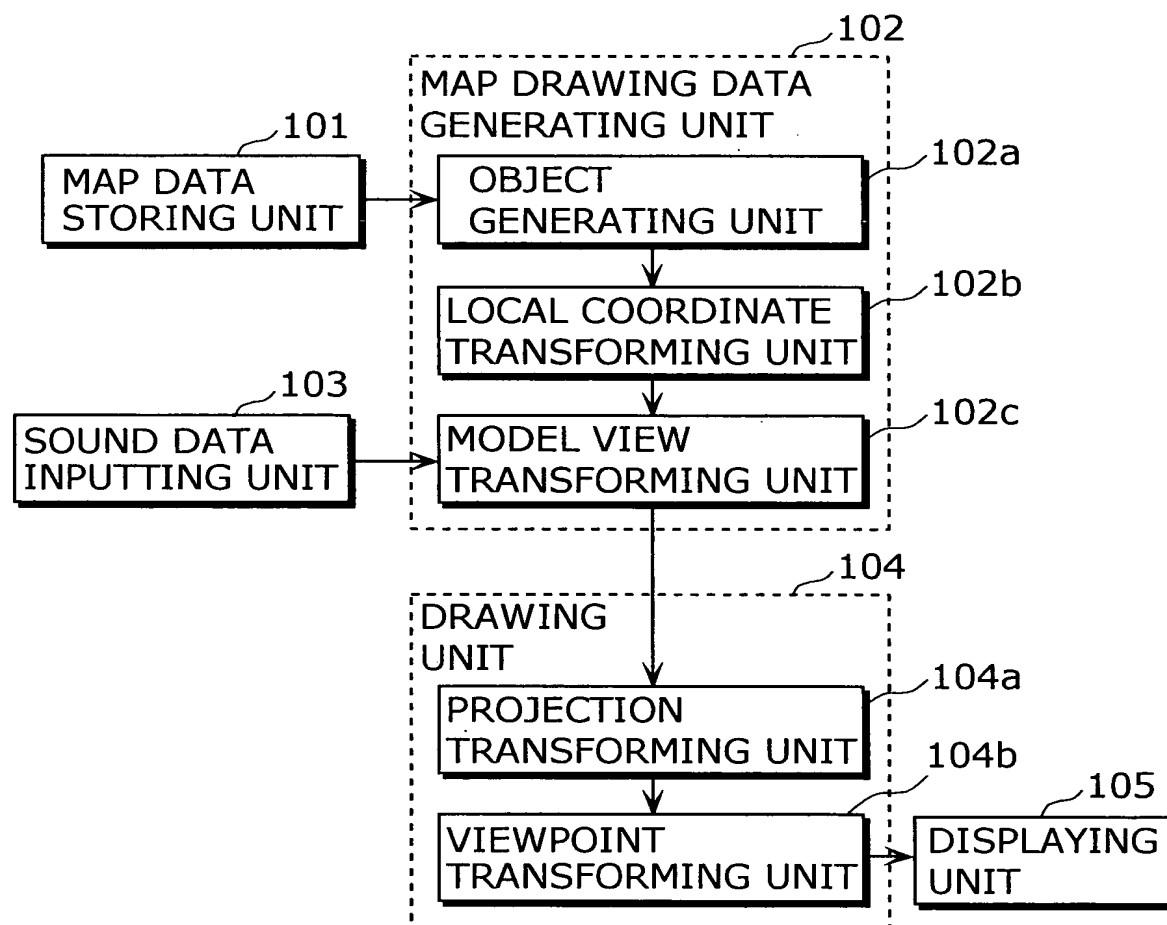 102
MAP DRAWING DATA
GENERATING UNIT
101
MAP DATA
STORING UNIT
102a
OBJECT
GENERATING UNIT
102b
LOCAL COORDINATE
TRANSFORMING UNIT
103
SOUND DATA
INPUTTING UNIT
102c
MODEL VIEW
TRANSFORMING UNIT
104
DRAWING
UNIT
104a
PROJECTION
TRANSFORMING UNIT
104b
VIEWPOINT
TRANSFORMING UNIT
105
DISPLAYING
UNIT